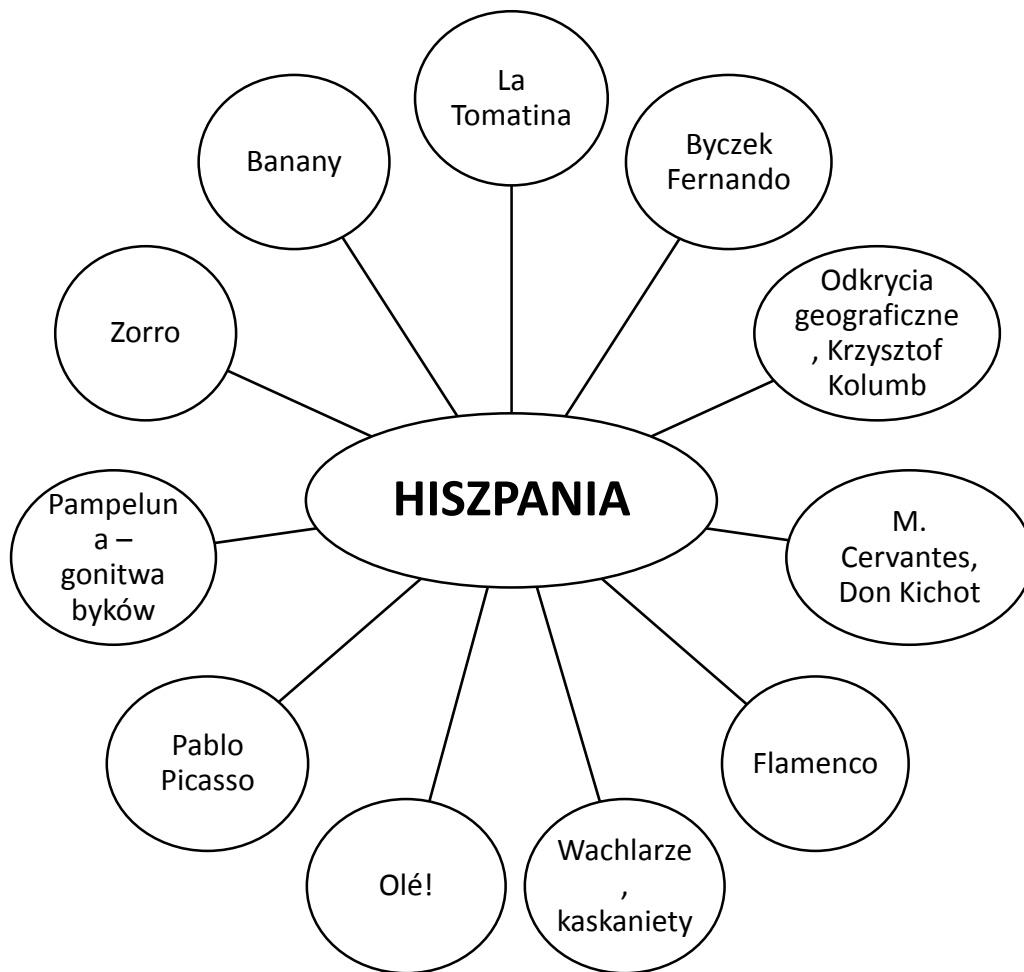 La
Tomatina
Byczek
Fernando
Odkrycia
geograficzne
, Krzysztof
Kolumb
M.
Cervantes,
Don Kichot
Flamenco
Wachlarze
,
kaskaniety
Olé!
Pablo
Picasso
Pampelun
a –
gonitwa
byków
Zorro
Banany
HISZPANIA